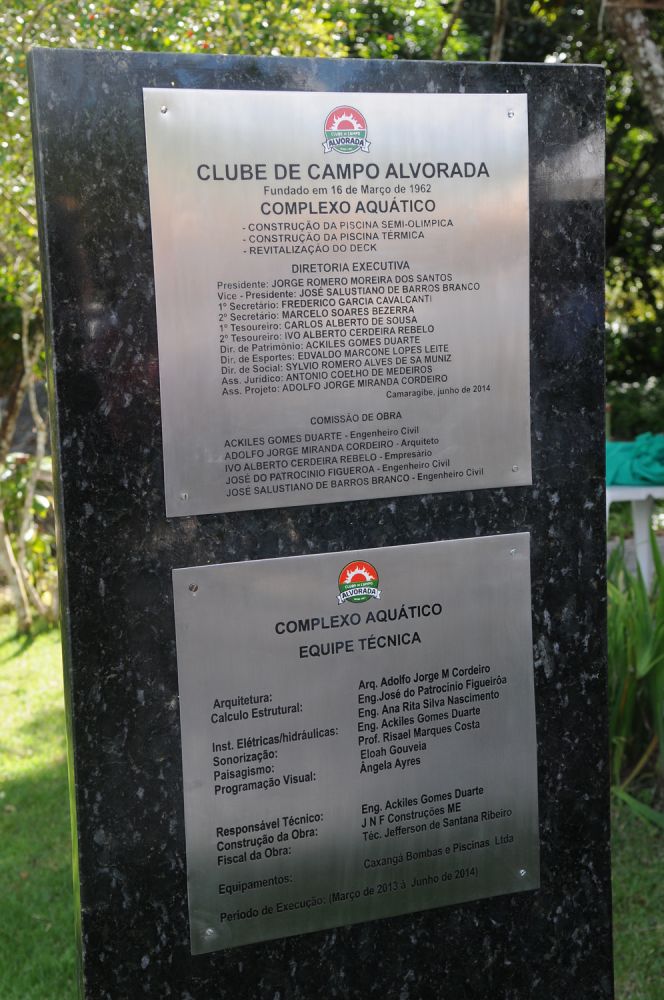 CLUBE DE CAMPO
ALVORADA
CLUBE DE CAMPO ALVORADA
Fundado em 16 de Março de 1962
COMPLEXO AQUÁTICO
- CONSTRUÇÃO DA PISCINA SEMI-OLIMPICA
- CONSTRUÇÃO DA PISCINA TÉRMICA
- REVITALIZAÇÃO DO DECK
DIRETORIA EXECUTIVA
Presidente: JORGE ROMERO MOREIRA DOS SANTOS
Vice - Presidente: JOSÉ SALUSTIANO DE BARROS BRANCO
1º Secretário: FREDERICO GARCIA CAVALCANTI
2º Secretário: MARCELO SOARES BEZERRA
1º Tesoureiro: CARLOS ALBERTO DE SOUSA
2º Tesoureiro: IVO ALBERTO CERDEIRA REBELO
Dir. de Patrimônio: ACKILES GOMES DUARTE
Dir. de Esportes: EDVALDO MARCONE LOPES LEITE
Dir. de Social: SYLVIO ROMERO ALVES DE SA MUNIZ
Ass. Jurídico: ANTONIO COELHO DE MEDEIROS
Ass. Projeto: ADOLFO JORGE MIRANDA CORDEIRO
Camaragibe, junho de 2014
COMISSÃO DE OBRA
ACKILES GOMES DUARTE - Engenheiro Civil
ADOLFO JORGE MIRANDA CORDEIRO - Arquiteto
IVO ALBERTO CERDEIRA REBELO - Empresário
JOSÉ DO PATROCINIO FIGUEROA - Engenheiro Civil
JOSÉ SALUSTIANO DE BARROS BRANCO - Engenheiro Civil
CLUBE DE CAMPO
ALVORADA
COMPLEXO AQUÁTICO
EQUIPE TÉCNICA
Arquitetura: Arq. Adolfo Jorge M Cordeiro
Calculo Estrutural: Eng.José do Patrocínio Figueirôa
Eng. Ana Rita Silva Nascimento
Inst. Elétricas/hidráulicas: Eng. Ackiles Gomes Duarte
Sonorização: Prof. Risael Marques Costa
Paisagismo: Eloah Gouveia
Programação Visual: Ângela Ayres
Responsável Técnico: Eng. Ackiles Gomes Duarte
Construção da Obra: J N F Construções ME
Fiscal da Obra: Téc. Jefferson de Santana Ribeiro
Equipamentos: Caxangá Bombas e Piscinas Ltda
Período de Execução: (Março de 2013 à Junho de 2014)